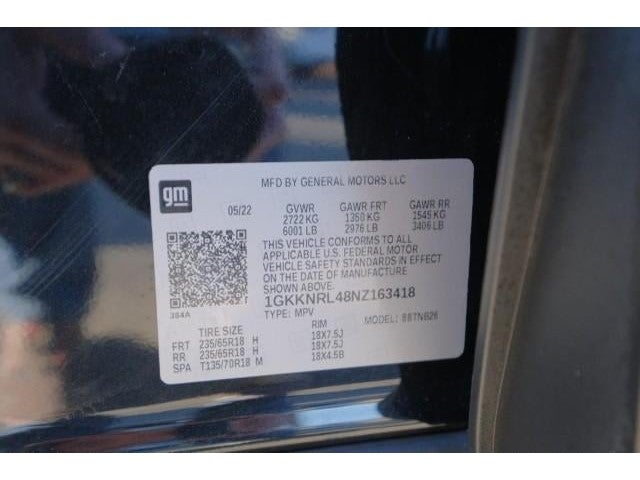 gm
MFD BY GENERAL MOTORS LLC
05/22 GVWR GAWR FRT GAWR RR
2722 KG 1350 KG 1545 KG
6001 LB 2976 LB 3406 LB
THIS VEHICLE CONFORMS TO ALL
APPLICABLE U.S. FEDERAL MOTOR
VEHICLE SAFETY STANDARDS IN
EFFECT ON THE DATE OF MANUFACTURE
SHOWN ABOVE.
1GKKNRL48NZ163418
384A TYPE: MPV MODEL: 88TNB26
TIRE SIZE RIM
FRT 235/65R18 H 18X7.5J
RR 235/65R18 H 18X7.5J
SPA T135/70R18 M 18X4.5B